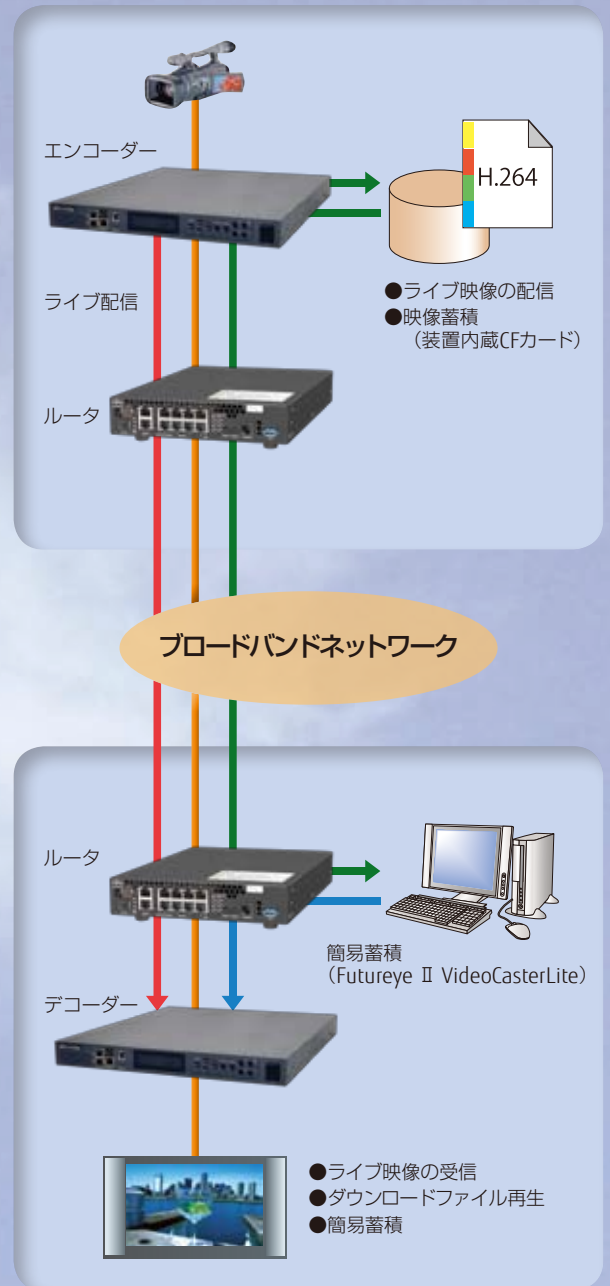 エンコーダー
H.264
ライブ配信
●ライブ映像の配信
●映像蓄積
（装置内蔵CFカード）
ルータ
ブロードバンドネットワーク
ルータ
簡易蓄積
（Futureye Ⅱ VideoCasterLite）
デコーダー
●ライブ映像の受信
●ダウンロードファイル再生
●簡易蓄積